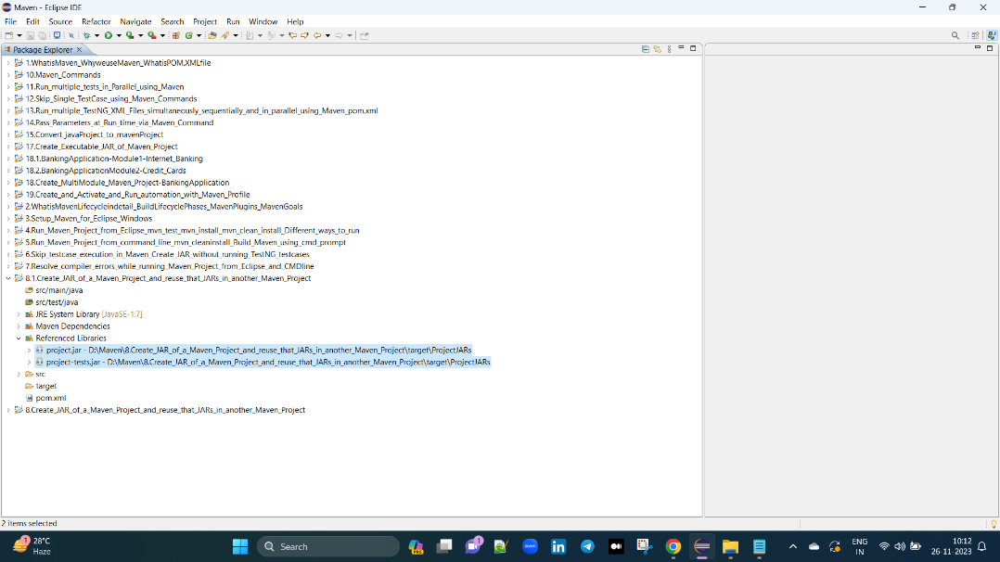 Maven - Eclipse IDE
File Edit Source Refactor Navigate Search Project Run Window Help
Package Explorer
1.WhatisMaven_WhyweuseMaven_WhatisPOM.XMLfile
10.Maven_Commands
11.Run_multiple_tests_in_Parallel_using_Maven
12.Skip_Single_TestCase_using_Maven_Commands
13.Run_multiple_TestNG_XML_Files_simultaneously_sequentially_and_in_parallel_using_Maven_pom.xml
14.Pass_Parameters_at_Run_time_via_Maven_Command
15.Convert_javaProject_to_mavenProject
17.Create_Executable_JAR_of_Maven_Project
18.1.BankingApplication-Module1-Internet_Banking
18.2.BankingApplicationModule2-Credit_Cards
18.Create_MultiModule_Maven_Project-BankingApplication
19.Create_and_Activate_and_Run_automation_with_Maven_Profile
2.WhatisMavenLifecycleindetail_BuildLifecyclePhases_MavenPlugins_MavenGoals
3.Setup_Maven_for_Eclipse_Windows
4.Run_Maven_Project_from_Eclipse_mvn_test_mvn_install_mvn_clean_install_Different_ways_to_run
5.Run_Maven_Project_from_command_line_mvn_cleaninstall_Build_Maven_using_cmd_prompt
6.Skip_testcase_execution_in_Maven_Create_JAR_without_running_TestNG_testcases
7.Resolve_compiler_errors_while_running_Maven_Project_from_Eclipse_and_CMDline
8.1.Create_JAR_of_a_Maven_Project_and_reuse_that_JARs_in_another_Maven_Project
src/main/java
src/test/java
JRE System Library [JavaSE-1.7]
Maven Dependencies
Referenced Libraries
project.jar - D:\Maven\8.Create_JAR_of_a_Maven_Project_and_reuse_that_JARs_in_another_Maven_Project\target\ProjectJARs
project-tests.jar - D:\Maven\8.Create_JAR_of_a_Maven_Project_and_reuse_that_JARs_in_another_Maven_Project\target\ProjectJARs
src
target
pom.xml
8.Create_JAR_of_a_Maven_Project_and_reuse_that_JARs_in_another_Maven_Project
2 items selected
1
28°C
Haze
Search
PRE
1
zoom
ENG
IN
10:12
26-11-2023